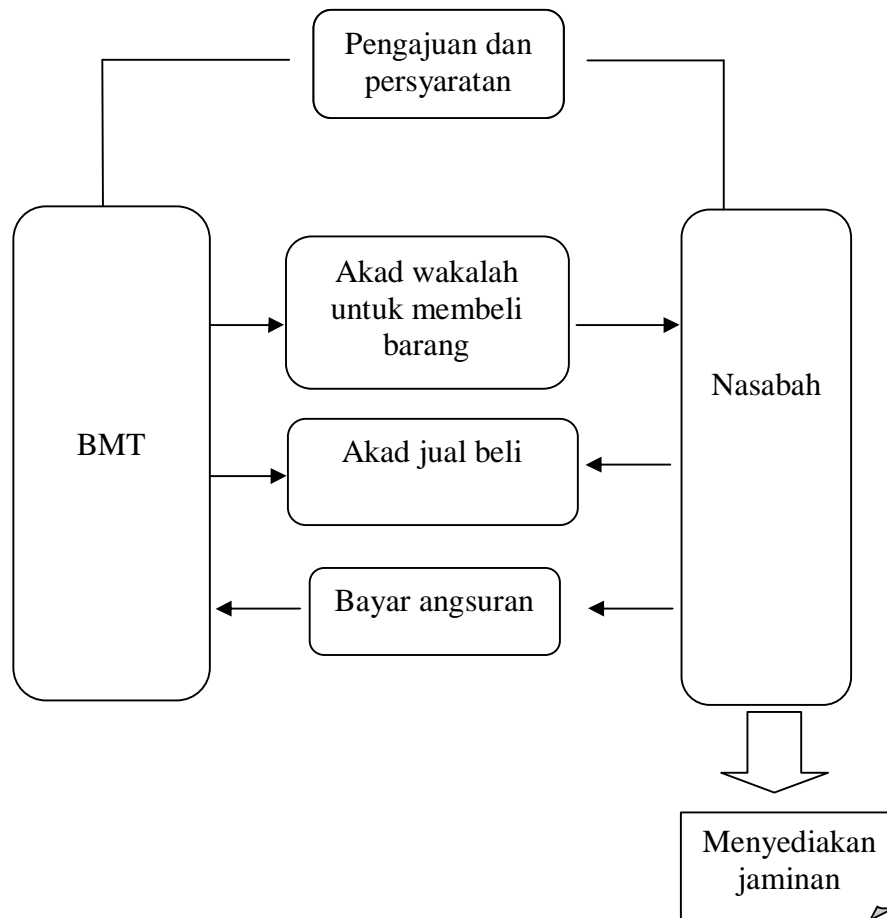 Pengajuan dan
persyaratan
Akad wakalah
untuk membeli
barang
Nasabah
BMT
Akad jual beli
Bayar angsuran
Menyediakan
jaminan